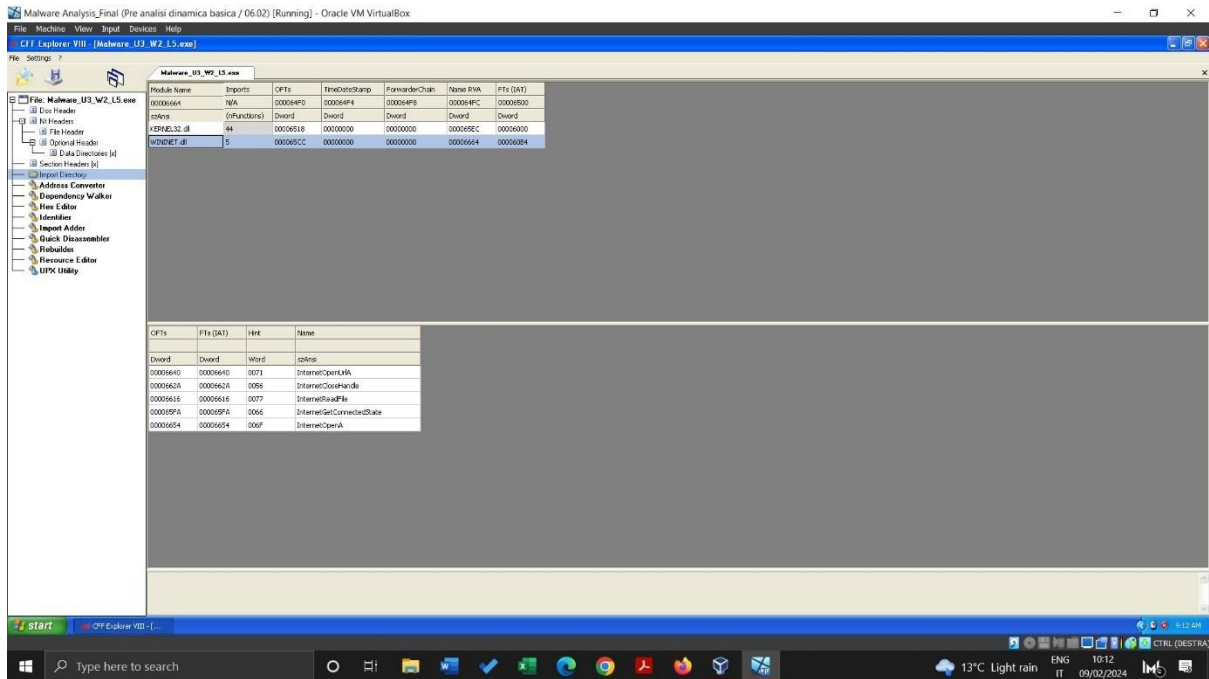 Malware Analysis_Final (Pre analisi dinamica basica / 06.02) [Running] - Oracle VM VirtualBox
File Machine View Input Devices Help
CFF Explorer VIII - [Malware_U3_W2_L5.exe]
File Settings ?
Malware_U3_W2_L5.exe
File: Malware_U3_W2_L5.exe
Dos Header
Nt Headers
File Header
Optional Header
Data Directories [x]
Section Headers [x]
Import Directory
Address Converter
Dependency Walker
Hex Editor
Identifier
Import Adder
Quick Disassembler
Rebuilder
Resource Editor
UPX Utility
Module Name Imports OFTs TimeDateStamp ForwarderChain Name RVA FTs (IAT)
00006664 N/A 000064F0 000064F4 000064F8 000064FC 00006500
szAnsi (nFunctions) Dword Dword Dword Dword Dword
KERNEL32.dll 44 00006518 00000000 00000000 000065EC 00006000
WININET.dll 5 000065CC 00000000 00000000 00006664 000060B4
OFTs FTs (IAT) Hint Name
Dword Dword Word szAnsi
00006640 00006640 0071 InternetOpenUrlA
0000662A 0000662A 0056 InternetCloseHandle
00006616 00006616 0077 InternetReadFile
000065FA 000065FA 0066 InternetGetConnectedState
00006654 00006654 006F InternetOpenA
start CFF Explorer VIII - [... 9:12 AM
CTRL (DESTRA)
Type here to search 13°C Light rain ENG 10:12
IT 09/02/2024